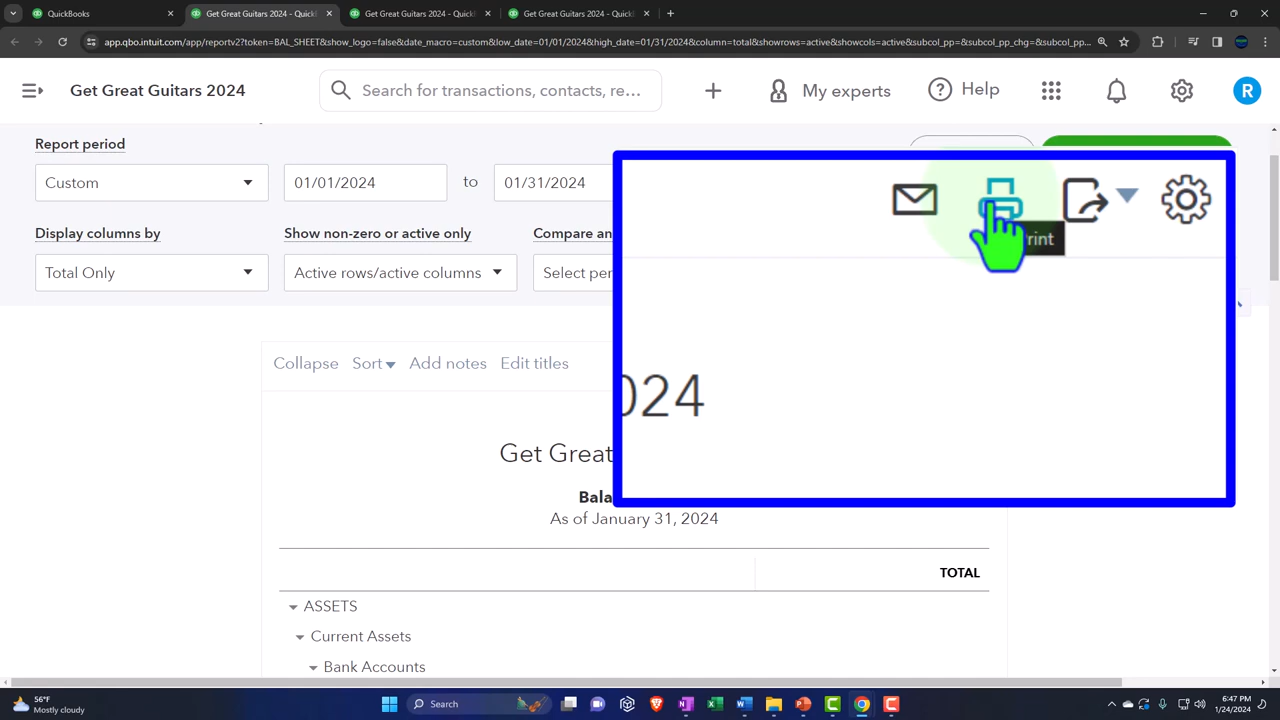 QuickBooks
Get Great Guitars 2024 - QuickB
Get Great Guitars 2024 - QuickB
Get Great Guitars 2024 - QuickB
app.qbo.intuit.com/app/reportv2?token=BAL_SHEET&show_logo=false&date_macro=custom&low_date=01/01/2024&high_date=01/31/2024&column=total&showrows=active&showcols=active&subcol_pp=&subcol_pp_chg=&subcol_pp...
Get Great Guitars 2024
Search for transactions, contacts, re...
My experts
Help
R
Report period
Custom
01/01/2024
to
01/31/2024
Display columns by
Show non-zero or active only
Compare an
Total Only
Active rows/active columns
Select per
Print
024
Collapse
Sort
Add notes
Edit titles
Get Great
Bala
As of January 31, 2024
TOTAL
ASSETS
Current Assets
Bank Accounts
56°F
Mostly cloudy
Search
6:47 PM
1/24/2024